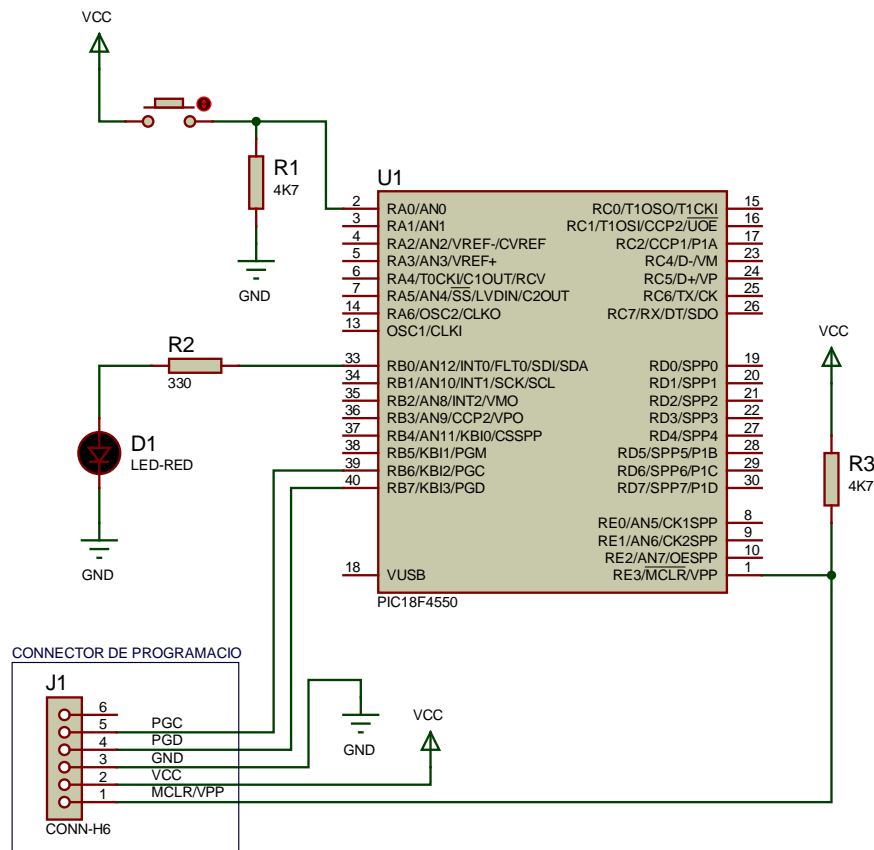 VCC
R1
4K7
GND
U1
2 RA0/AN0
3 RA1/AN1
4 RA2/AN2/VREF-/CVREF
5 RA3/AN3/VREF+
6 RA4/T0CKI/C1OUT/RCV
7 RA5/AN4/SS/LVDIN/C2OUT
14 RA6/OSC2/CLKO
13 OSC1/CLKI
33 RB0/AN12/INT0/FLT0/SDI/SDA
34 RB1/AN10/INT1/SCK/SCL
35 RB2/AN8/INT2/VMO
36 RB3/AN9/CCP2/VPO
37 RB4/AN11/KBI0/CSSPP
38 RB5/KBI1/PGM
39 RB6/KBI2/PGC
40 RB7/KBI3/PGD
18 VUSB
RC0/T1OSO/T1CKI 15
RC1/T1OSI/CCP2/UOE 16
RC2/CCP1/P1A 17
RC4/D-/VM 23
RC5/D+/VP 24
RC6/TX/CK 25
RC7/RX/DT/SDO 26
RD0/SPP0 19
RD1/SPP1 20
RD2/SPP2 21
RD3/SPP3 22
RD4/SPP4 27
RD5/SPP5/P1B 28
RD6/SPP6/P1C 29
RD7/SPP7/P1D 30
RE0/AN5/CK1SPP 8
RE1/AN6/CK2SPP 9
RE2/AN7/OESPP 10
RE3/MCLR/VPP 1
PIC18F4550
R2
330
D1
LED-RED
GND
VCC
R3
4K7
CONNECTOR DE PROGRAMACIO
J1
6
5 PGC
4 PGD
3 GND
2 VCC
1 MCLR/VPP
CONN-H6
GND
VCC